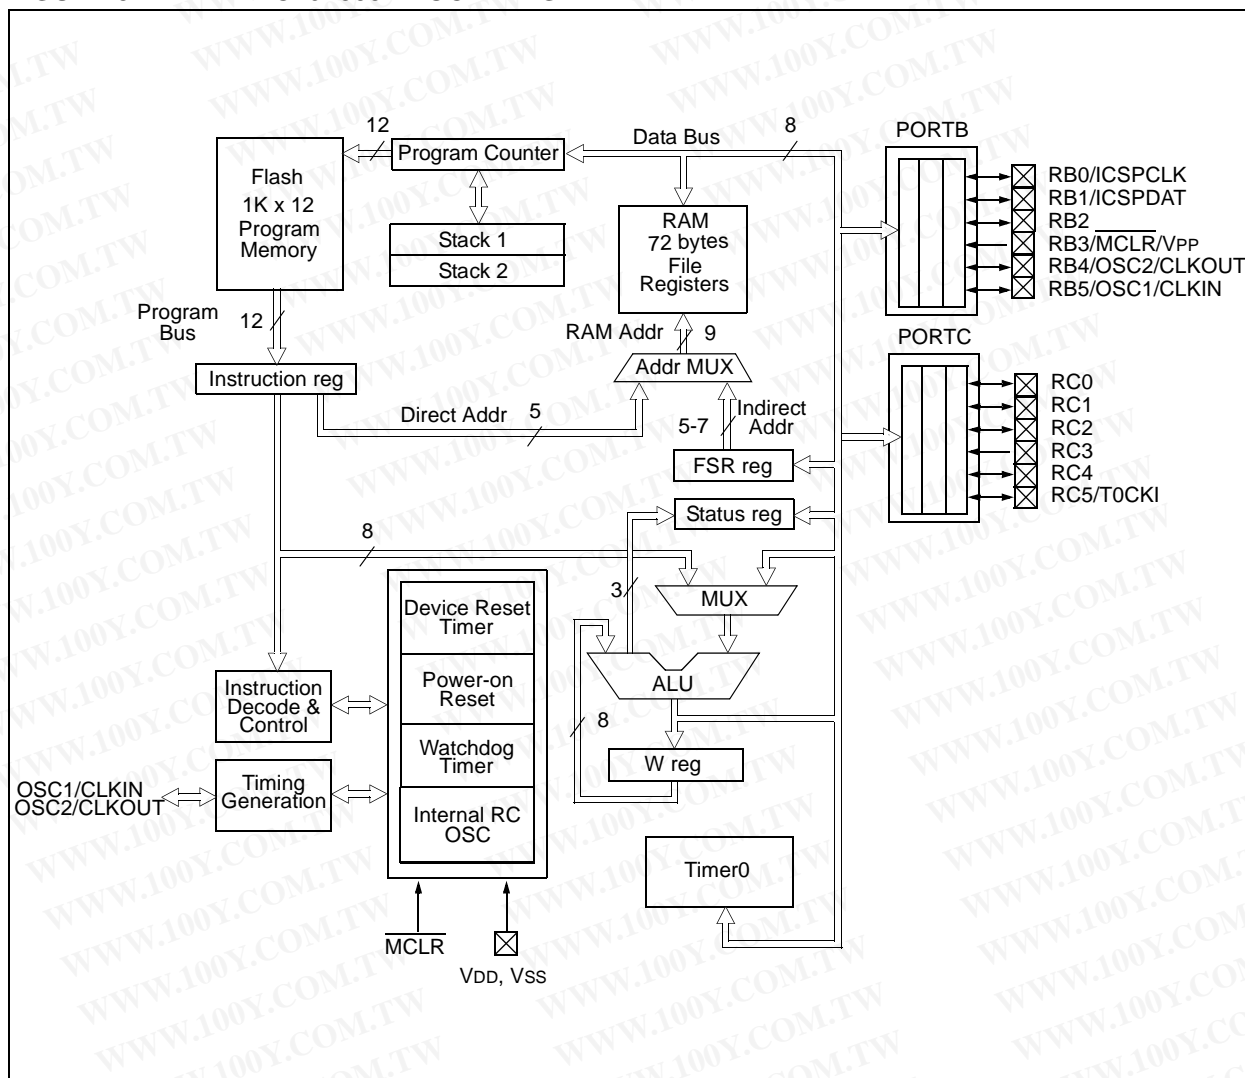 12
Data Bus
8
PORTB
Program Counter
Flash
1K x 12
Program
Memory
Stack 1
Stack 2
RAM
72 bytes
File
Registers
RB0/ICSPCLK
RB1/ICSPDAT
RB2
RB3/MCLR/VPP
RB4/OSC2/CLKOUT
RB5/OSC1/CLKIN
Program
Bus
12
RAM Addr
9
PORTC
Instruction reg
Addr MUX
Direct Addr
5
5-7
Indirect
Addr
FSR reg
RC0
RC1
RC2
RC3
RC4
RC5/T0CKI
Status reg
8
3
MUX
Device Reset
Timer
Power-on
Reset
Watchdog
Timer
Internal RC
OSC
ALU
Instruction
Decode &
Control
8
W reg
OSC1/CLKIN
OSC2/CLKOUT
Timing
Generation
Timer0
MCLR
VDD, VSS
WWW.100Y.COM.TW